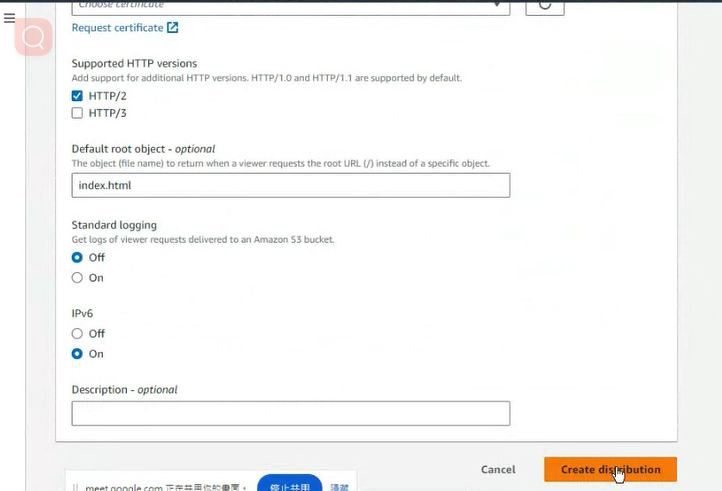 Choose certificate
Request certificate
Supported HTTP versions
Add support for additional HTTP versions. HTTP/1.0 and HTTP/1.1 are supported by default.
HTTP/2
HTTP/3
Default root object - optional
The object (file name) to return when a viewer requests the root URL (/) instead of a specific object.
index.html
Standard logging
Get logs of viewer requests delivered to an Amazon S3 bucket.
Off
On
IPv6
Off
On
Description - optional
Cancel
Create distribution
meet.google.com 正在共用你的畫面。
停止共用
隱藏